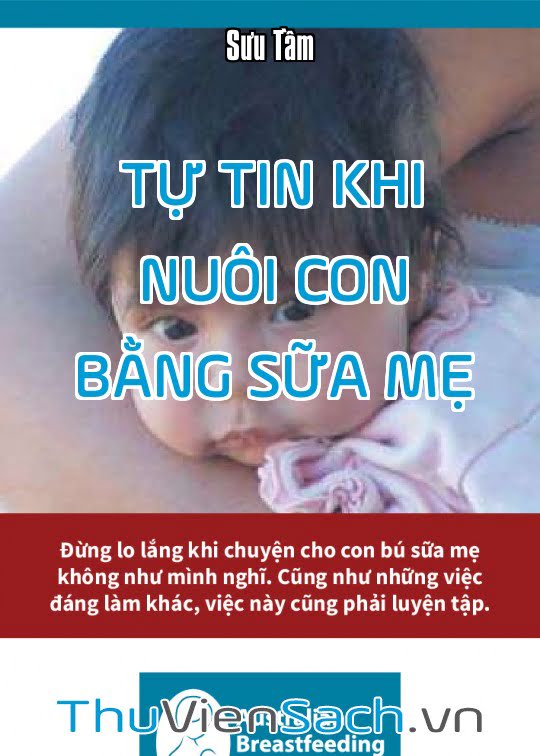 Sưu Tầm
TỰ TIN KHI
NUÔI CON
BẰNG SỮA MẸ
Đừng lo lắng khi chuyện cho con bú sữa mẹ
không như mình nghĩ. Cũng như những việc
đáng làm khác, việc này cũng phải luyện tập.
ThuVienSach.vn
Breastfeeding